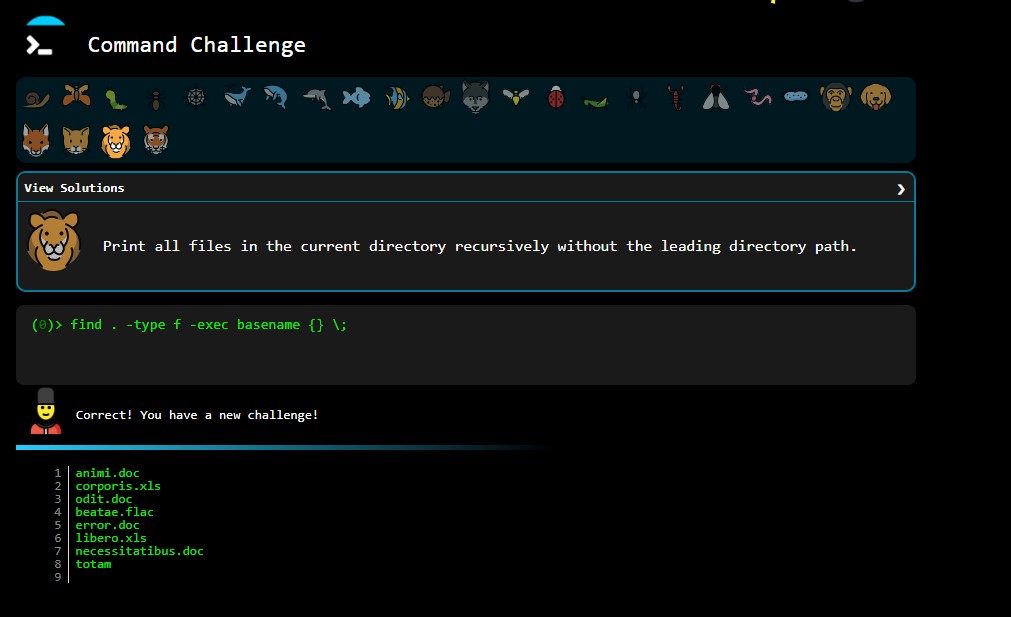 Command Challenge
View Solutions
Print all files in the current directory recursively without the leading directory path.
(0)> find . -type f -exec basename {} \;
Correct! You have a new challenge!
1 animi.doc
2 corporis.xls
3 odit.doc
4 beatae.flac
5 error.doc
6 libero.xls
7 necessitatibus.doc
8 totam
9